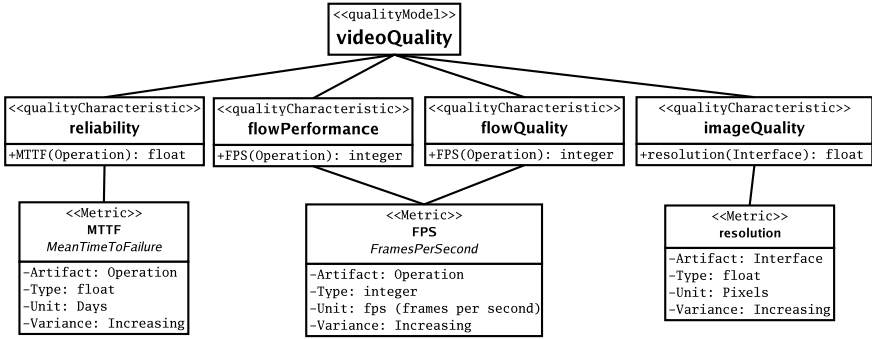 <<qualityModel>>
videoQuality
<<qualityCharacteristic>>
reliability
+MTTF(Operation): float
<<qualityCharacteristic>>
flowPerformance
+FPS(Operation): integer
<<qualityCharacteristic>>
flowQuality
+FPS(Operation): integer
<<qualityCharacteristic>>
imageQuality
+resolution(Interface): float
<<Metric>>
MTTF
MeanTimeToFailure
-Artifact: Operation
-Type: float
-Unit: Days
-Variance: Increasing
<<Metric>>
FPS
FramesPerSecond
-Artifact: Operation
-Type: integer
-Unit: fps (frames per second)
-Variance: Increasing
<<Metric>>
resolution
-Artifact: Interface
-Type: float
-Unit: Pixels
-Variance: Increasing